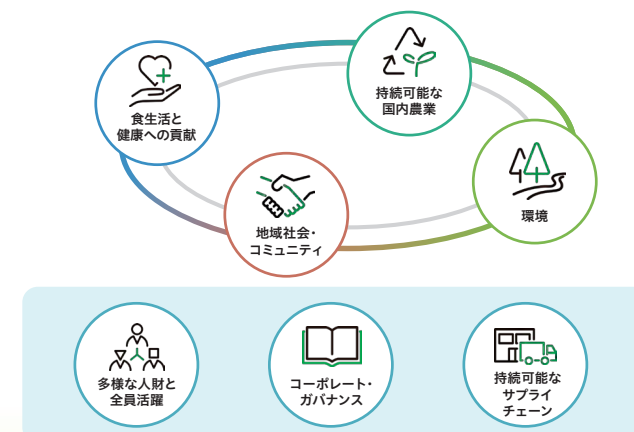 食生活と
健康への貢献
持続可能な
国内農業
地域社会・
コミュニティ
環境
多様な人財と
全員活躍
コーポレート・
ガバナンス
持続可能な
サプライ
チェーン